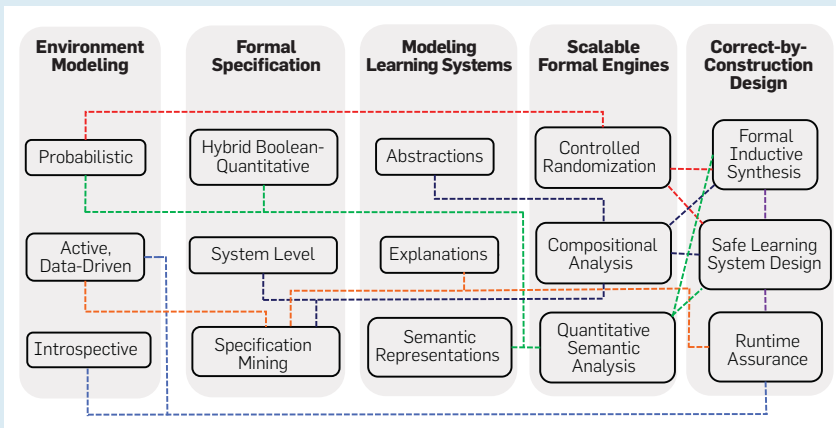 Environment
Modeling
Formal
Specification
Modeling
Learning Systems
Scalable
Formal Engines
Correct-by-
Construction
Design
Probabilistic
Hybrid Boolean-
Quantitative
Abstractions
Controlled
Randomization
Formal
Inductive
Synthesis
Active,
Data-Driven
System Level
Explanations
Compositional
Analysis
Safe Learning
System Design
Introspective
Specification
Mining
Semantic
Representations
Quantitative
Semantic
Analysis
Runtime
Assurance